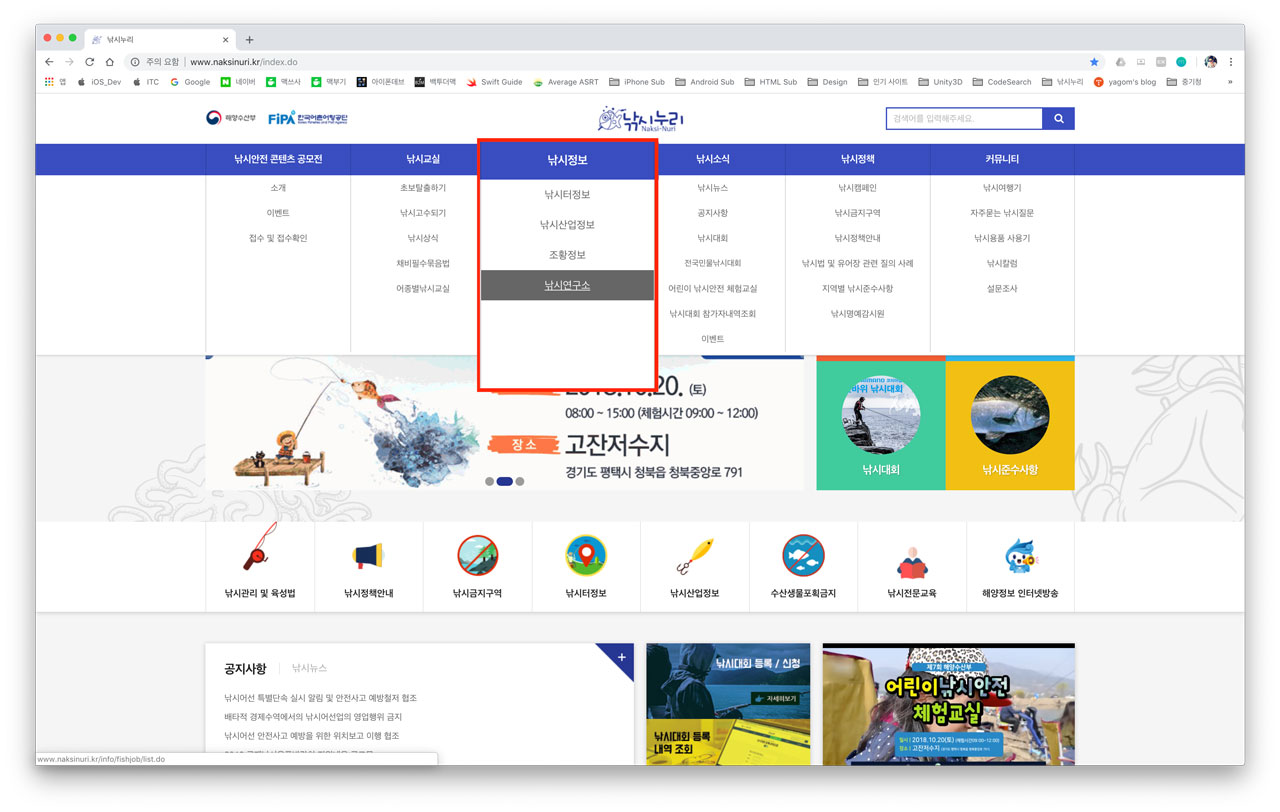 낚시누리
주의 요함 | www.naksinuri.kr/index.do
앱 iOS_Dev ITC Google 네이버 맥쓰사 맥부기 아이폰데브 백투더맥 Swift Guide Average ASRT iPhone Sub Android Sub HTML Sub Design 인기 사이트 Unity3D CodeSearch 낚시누리 yagom's blog 중기청 »
해양수산부 FiPA 한국어촌어항공단
낚시누리
Naksi-Nuri
검색어를 입력해주세요.
낚시안전 콘텐츠 공모전 낚시교실 낚시정보 낚시소식 낚시정책 커뮤니티
소개 초보탈출하기 낚시터정보 낚시뉴스 낚시캠페인 낚시여행기
이벤트 낚시고수되기 낚시산업정보 공지사항 낚시금지구역 자주묻는 낚시질문
접수 및 접수확인 낚시상식 조황정보 낚시대회 낚시정책안내 낚시용품 사용기
채비필수묶음법 낚시연구소 전국민물낚시대회 낚시법 및 유어장 관련 질의 사례 낚시칼럼
어종별낚시교실 어린이 낚시안전 체험교실 지역별 낚시준수사항 설문조사
낚시대회 참가자내역조회 낚시명예감시원
이벤트
2018.10.20. (토)
08:00 ~ 15:00 (체험시간 09:00 ~ 12:00)
장소 고잔저수지
경기도 평택시 청북읍 청북중앙로 791
바위 낚시대회
낚시대회 낚시준수사항
낚시관리 및 육성법 낚시정책안내 낚시금지구역 낚시터정보 낚시산업정보 수산생물포획금지 낚시전문교육 해양정보 인터넷방송
공지사항 낚시뉴스 +
낚시어선 특별단속 실시 알림 및 안전사고 예방철저 협조
배타적 경제수역에서의 낚시어선업의 영업행위 금지
낚시어선 안전사고 예방을 위한 위치보고 이행 협조
낚시대회 등록 / 신청
자세히보기
낚시대회 등록
내역 조회
제7회 해양수산부
어린이낚시안전
체험교실
일시 | 2018.10.20(토) (체험시간09:00~12:00)
장소 | 고잔저수지
www.naksinuri.kr/info/fishjob/list.do